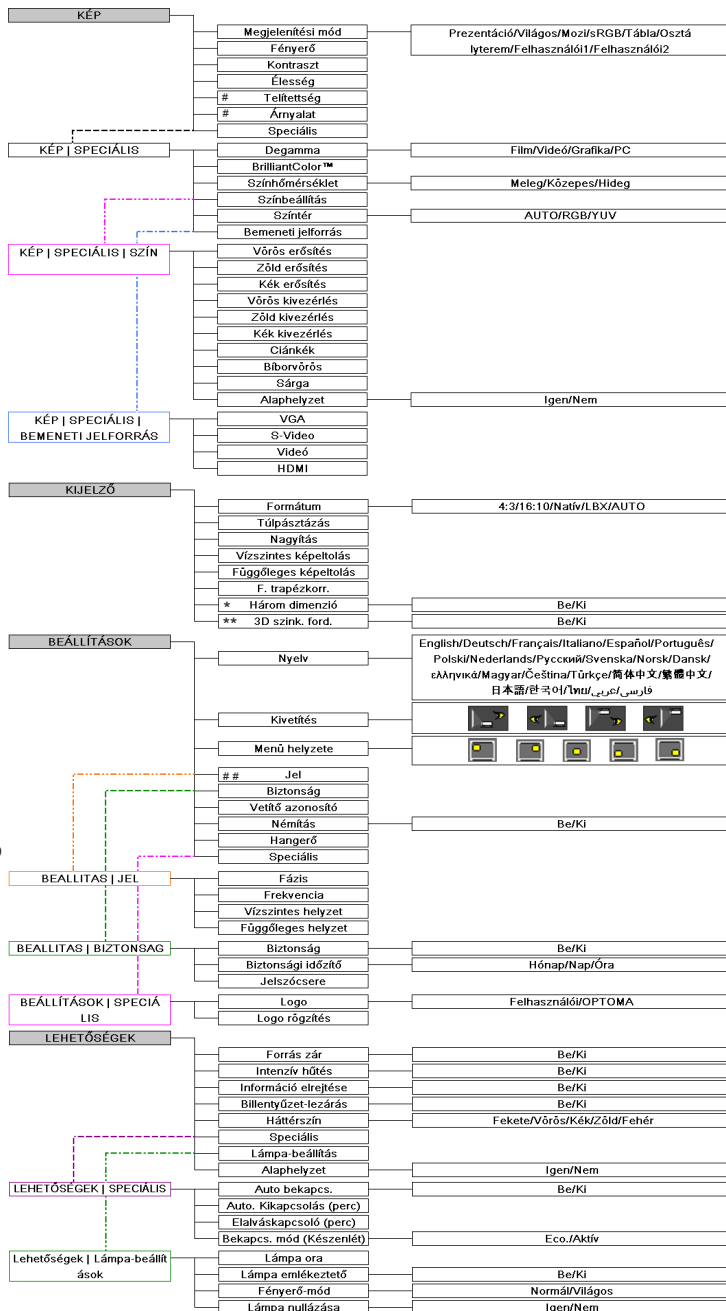 KÉP
Megjelenítési mód Prezentáció/Világos/Mozi/sRGB/Tábla/Osztá
lyterem/Felhasználói1/Felhasználói2
Fényerő
Kontraszt
Élesség
# Telítettség
# Árnyalat
Speciális
KÉP | SPECIÁLIS Degamma Film/Videó/Grafika/PC
BrilliantColor™
Színhőmérséklet Meleg/Közepes/Hideg
Színbeállítás
Színtér AUTO/RGB/YUV
Bemeneti jelforrás
KÉP | SPECIÁLIS | SZÍN Vörös erősítés
Zöld erősítés
Kék erősítés
Vörös kivezérlés
Zöld kivezérlés
Kék kivezérlés
Ciánkék
Bíborvörös
Sárga
Alaphelyzet Igen/Nem
KÉP | SPECIÁLIS | VGA
BEMENETI JELFORRÁS S-Video
Videó
HDMI
KIJELZŐ
Formátum 4:3/16:10/Natív/LBX/AUTO
Túlpásztázás
Nagyítás
Vízszintes képeltolás
Függőleges képeltolás
F. trapézkorr.
* Három dimenzió Be/Ki
** 3D szink. ford. Be/Ki
BEÁLLÍTÁSOK
Nyelv English/Deutsch/Français/Italiano/Español/Português/
Polski/Nederlands/Русский/Svenska/Norsk/Dansk/
ελληνικά/Magyar/Čeština/Türkçe/简体中文/繁體中文/
日本語/한국어/ไทย/عربي/فارسی
Kivetítés
Menü helyzete
## Jel
Biztonság
Vetítő azonosító
Némítás Be/Ki
Hangerő
Speciális
BEALLITAS | JEL Fázis
Frekvencia
Vízszintes helyzet
Függőleges helyzet
BEALLITAS | BIZTONSAG Biztonság Be/Ki
Biztonsági időzítő Hónap/Nap/Óra
Jelszócsere
BEÁLLÍTÁSOK | SPECIÁ Logo Felhasználói/OPTOMA
LIS Logo rögzítés
LEHETŐSÉGEK
Forrás zár Be/Ki
Intenzív hűtés Be/Ki
Információ elrejtése Be/Ki
Billentyűzet-lezárás Be/Ki
Háttérszín Fekete/Vörös/Kék/Zöld/Fehér
Speciális
Lámpa-beállítás
Alaphelyzet Igen/Nem
LEHETŐSÉGEK | SPECIÁLIS Auto bekapcs. Be/Ki
Auto. Kikapcsolás (perc)
Elalváskapcsoló (perc)
Bekapcs. mód (Készenlét) Eco./Aktív
Lehetőségek | Lámpa-beállít Lámpa ora
ások Lámpa emlékeztető Be/Ki
Fényerő-mód Normál/Világos
Lámpa nullázása Igen/Nem